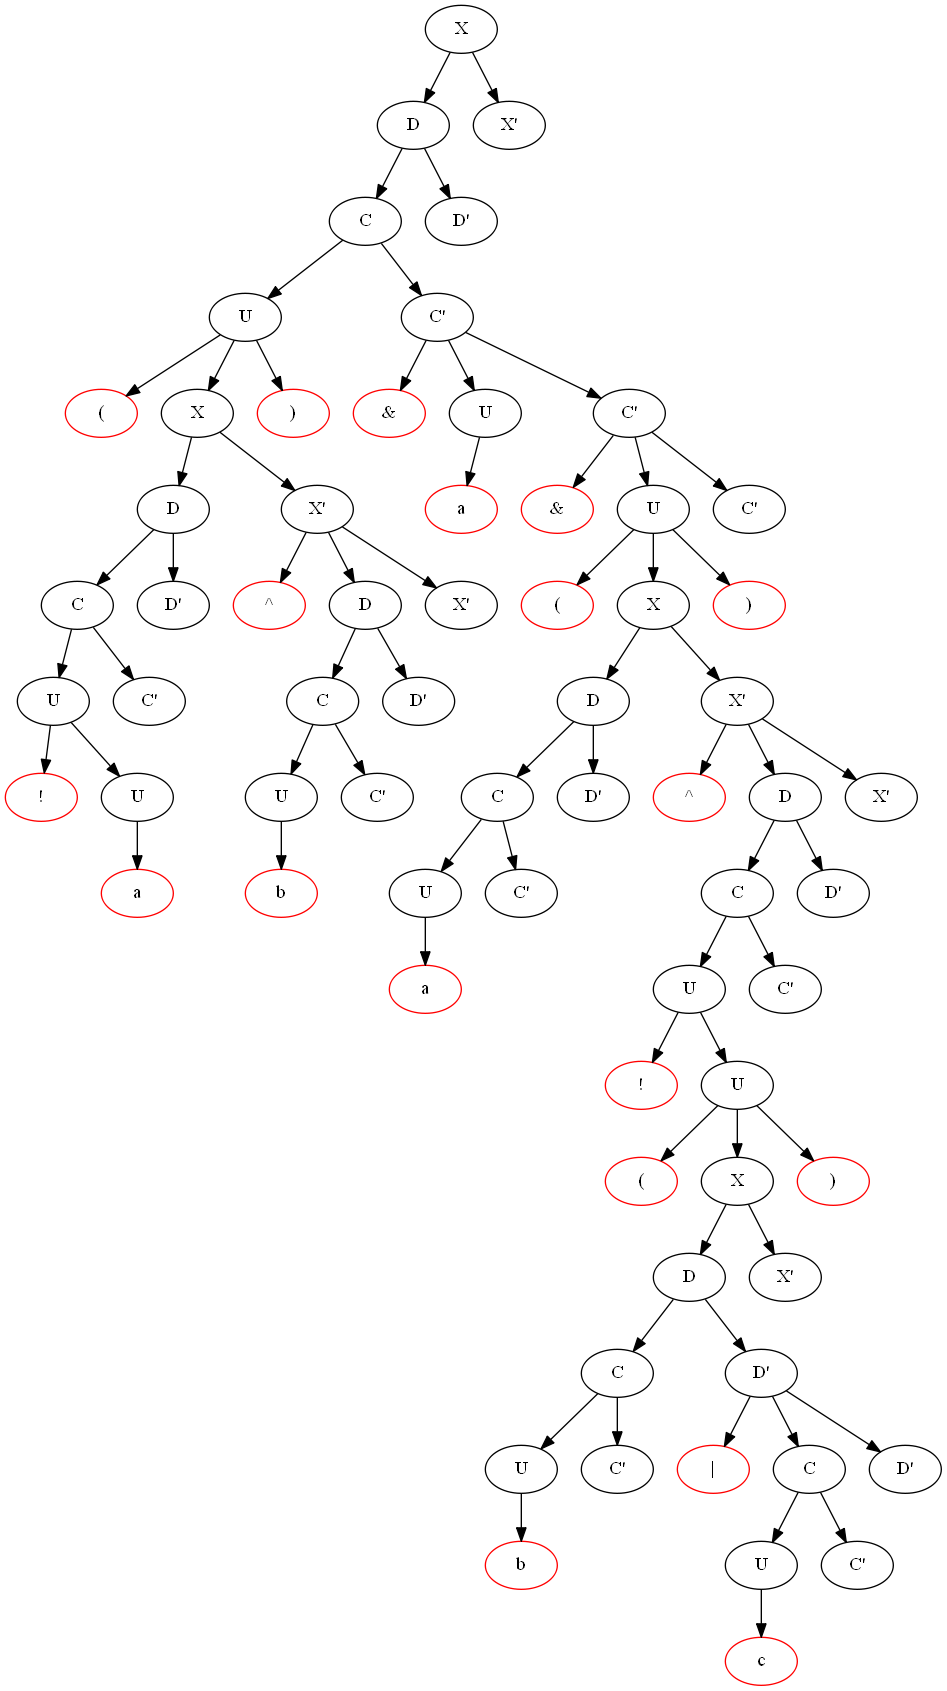 X
D X'
C D'
U C'
( X ) & U C'
D X' a & U C'
C D' ^ D X' ( X )
U C' C D' D X'
! U U C' C D' ^ D X'
a b U C' C D'
a U C'
! U
( X )
D X'
C D'
U C' | C D'
b U C'
c